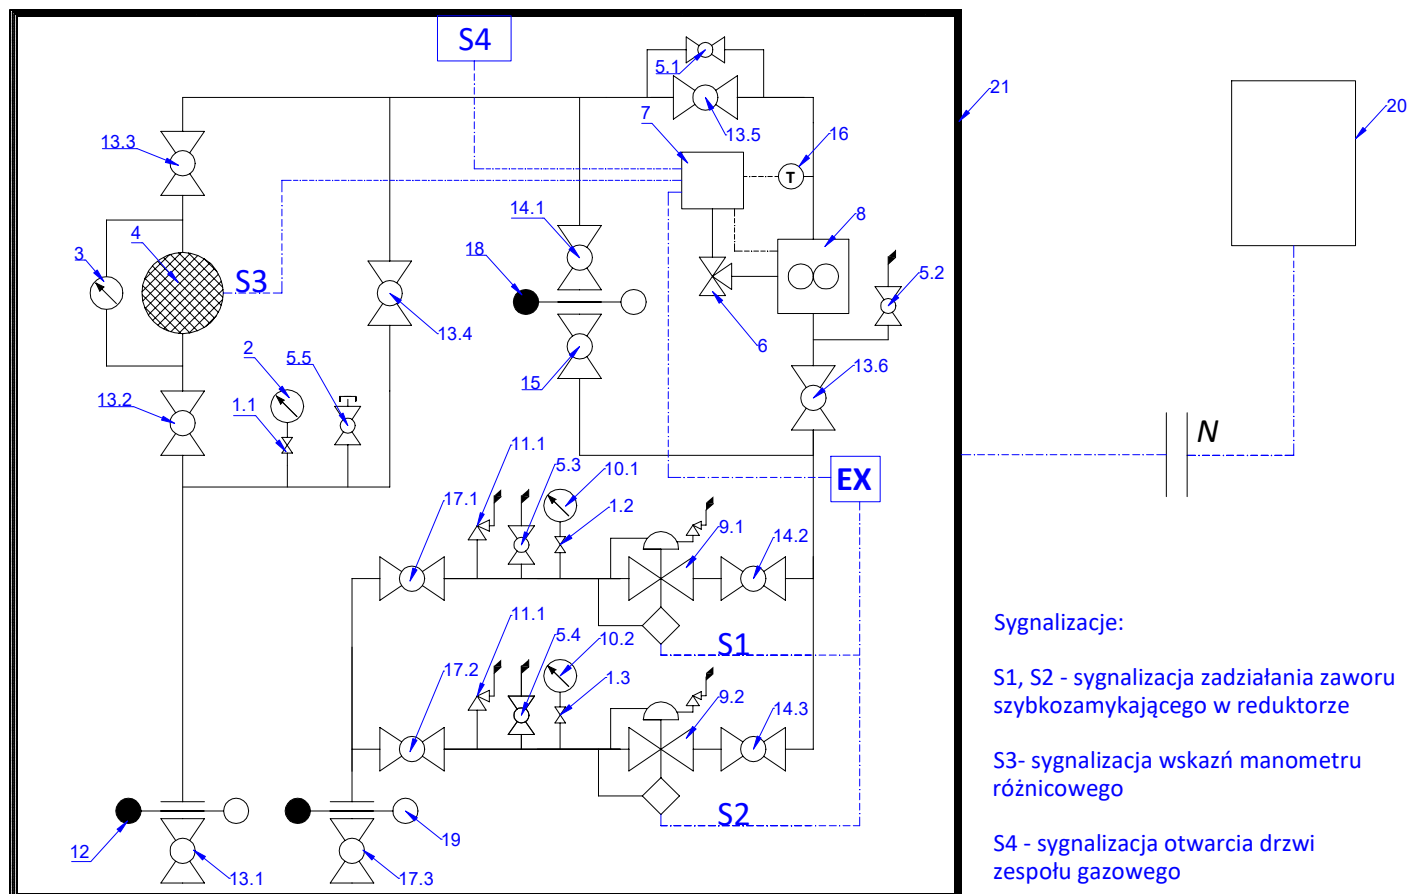 S4
5.1
21
20
7
13.5
16
13.3
T
14.1
8
4
3
18
S3
5.2
13.4
6
2
5.5
15
13.6
13.2
1.1
N
11.1
5.3
10.1
EX
17.1
1.2
9.1
14.2
11.1
5.4
10.2
S1
17.2
1.3
9.2
14.3
S2
12
19
13.1
17.3
Sygnalizacje:
S1, S2 - sygnalizacja zadziałania zaworu
szybkozamykającego w reduktorze
S3- sygnalizacja wskazń manometru
różnicowego
S4 - sygnalizacja otwarcia drzwi
zespołu gazowego